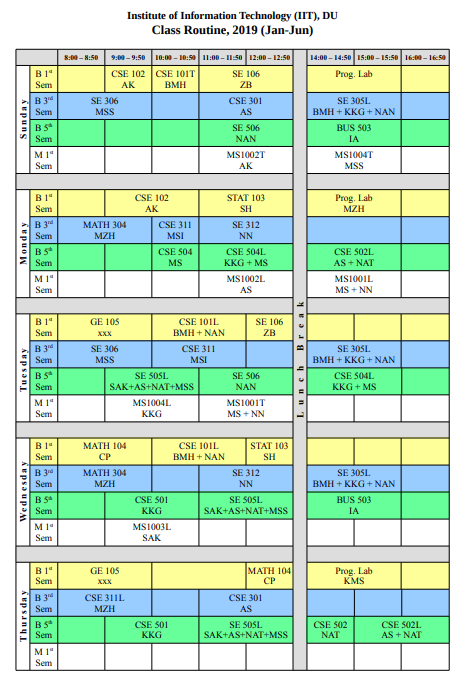 Institute of Information Technology (IIT), DU
Class Routine, 2019 (Jan-Jun)
8:00 – 8:50 9:00 – 9:50 10:00 – 10:50 11:00 – 11:50 12:00 – 12:50 14:00 – 14:50 15:00 – 15:50 16:00 – 16:50
Sunday
B 1st CSE 102 CSE 101T SE 106 Prog. Lab
Sem AK BMH ZB
B 3rd SE 306 CSE 301 SE 305L
Sem MSS AS BMH + KKG + NAN
B 5th SE 506 BUS 503
Sem NAN IA
M 1st MS1002T MS1004T
Sem AK MSS
Monday
B 1st CSE 102 STAT 103 Prog. Lab
Sem AK SH MZH
B 3rd MATH 304 CSE 311 SE 312
Sem MZH MSI NN
B 5th CSE 504 CSE 504L CSE 502L
Sem MS KKG + MS AS + NAT
M 1st MS1002L MS1001L
Sem AS MS + NN
Lunch Break
Tuesday
B 1st GE 105 CSE 101L SE 106
Sem xxx BMH + NAN ZB
B 3rd SE 306 CSE 311 SE 305L
Sem MSS MSI BMH + KKG + NAN
B 5th SE 505L SE 506 CSE 504L
Sem SAK+AS+NAT+MSS NAN KKG + MS
M 1st MS1004L MS1001T
Sem KKG MS + NN
Wednesday
B 1st MATH 104 CSE 101L STAT 103
Sem CP BMH + NAN SH
B 3rd MATH 304 SE 312 SE 305L
Sem MZH NN BMH + KKG + NAN
B 5th CSE 501 SE 505L BUS 503
Sem KKG SAK+AS+NAT+MSS IA
M 1st MS1003L
Sem SAK
Thursday
B 1st GE 105 MATH 104 Prog. Lab
Sem xxx CP KMS
B 3rd CSE 311L CSE 301
Sem MZH AS
B 5th CSE 501 SE 505L CSE 502 CSE 502L
Sem KKG SAK+AS+NAT+MSS NAT AS + NAT
M 1st
Sem